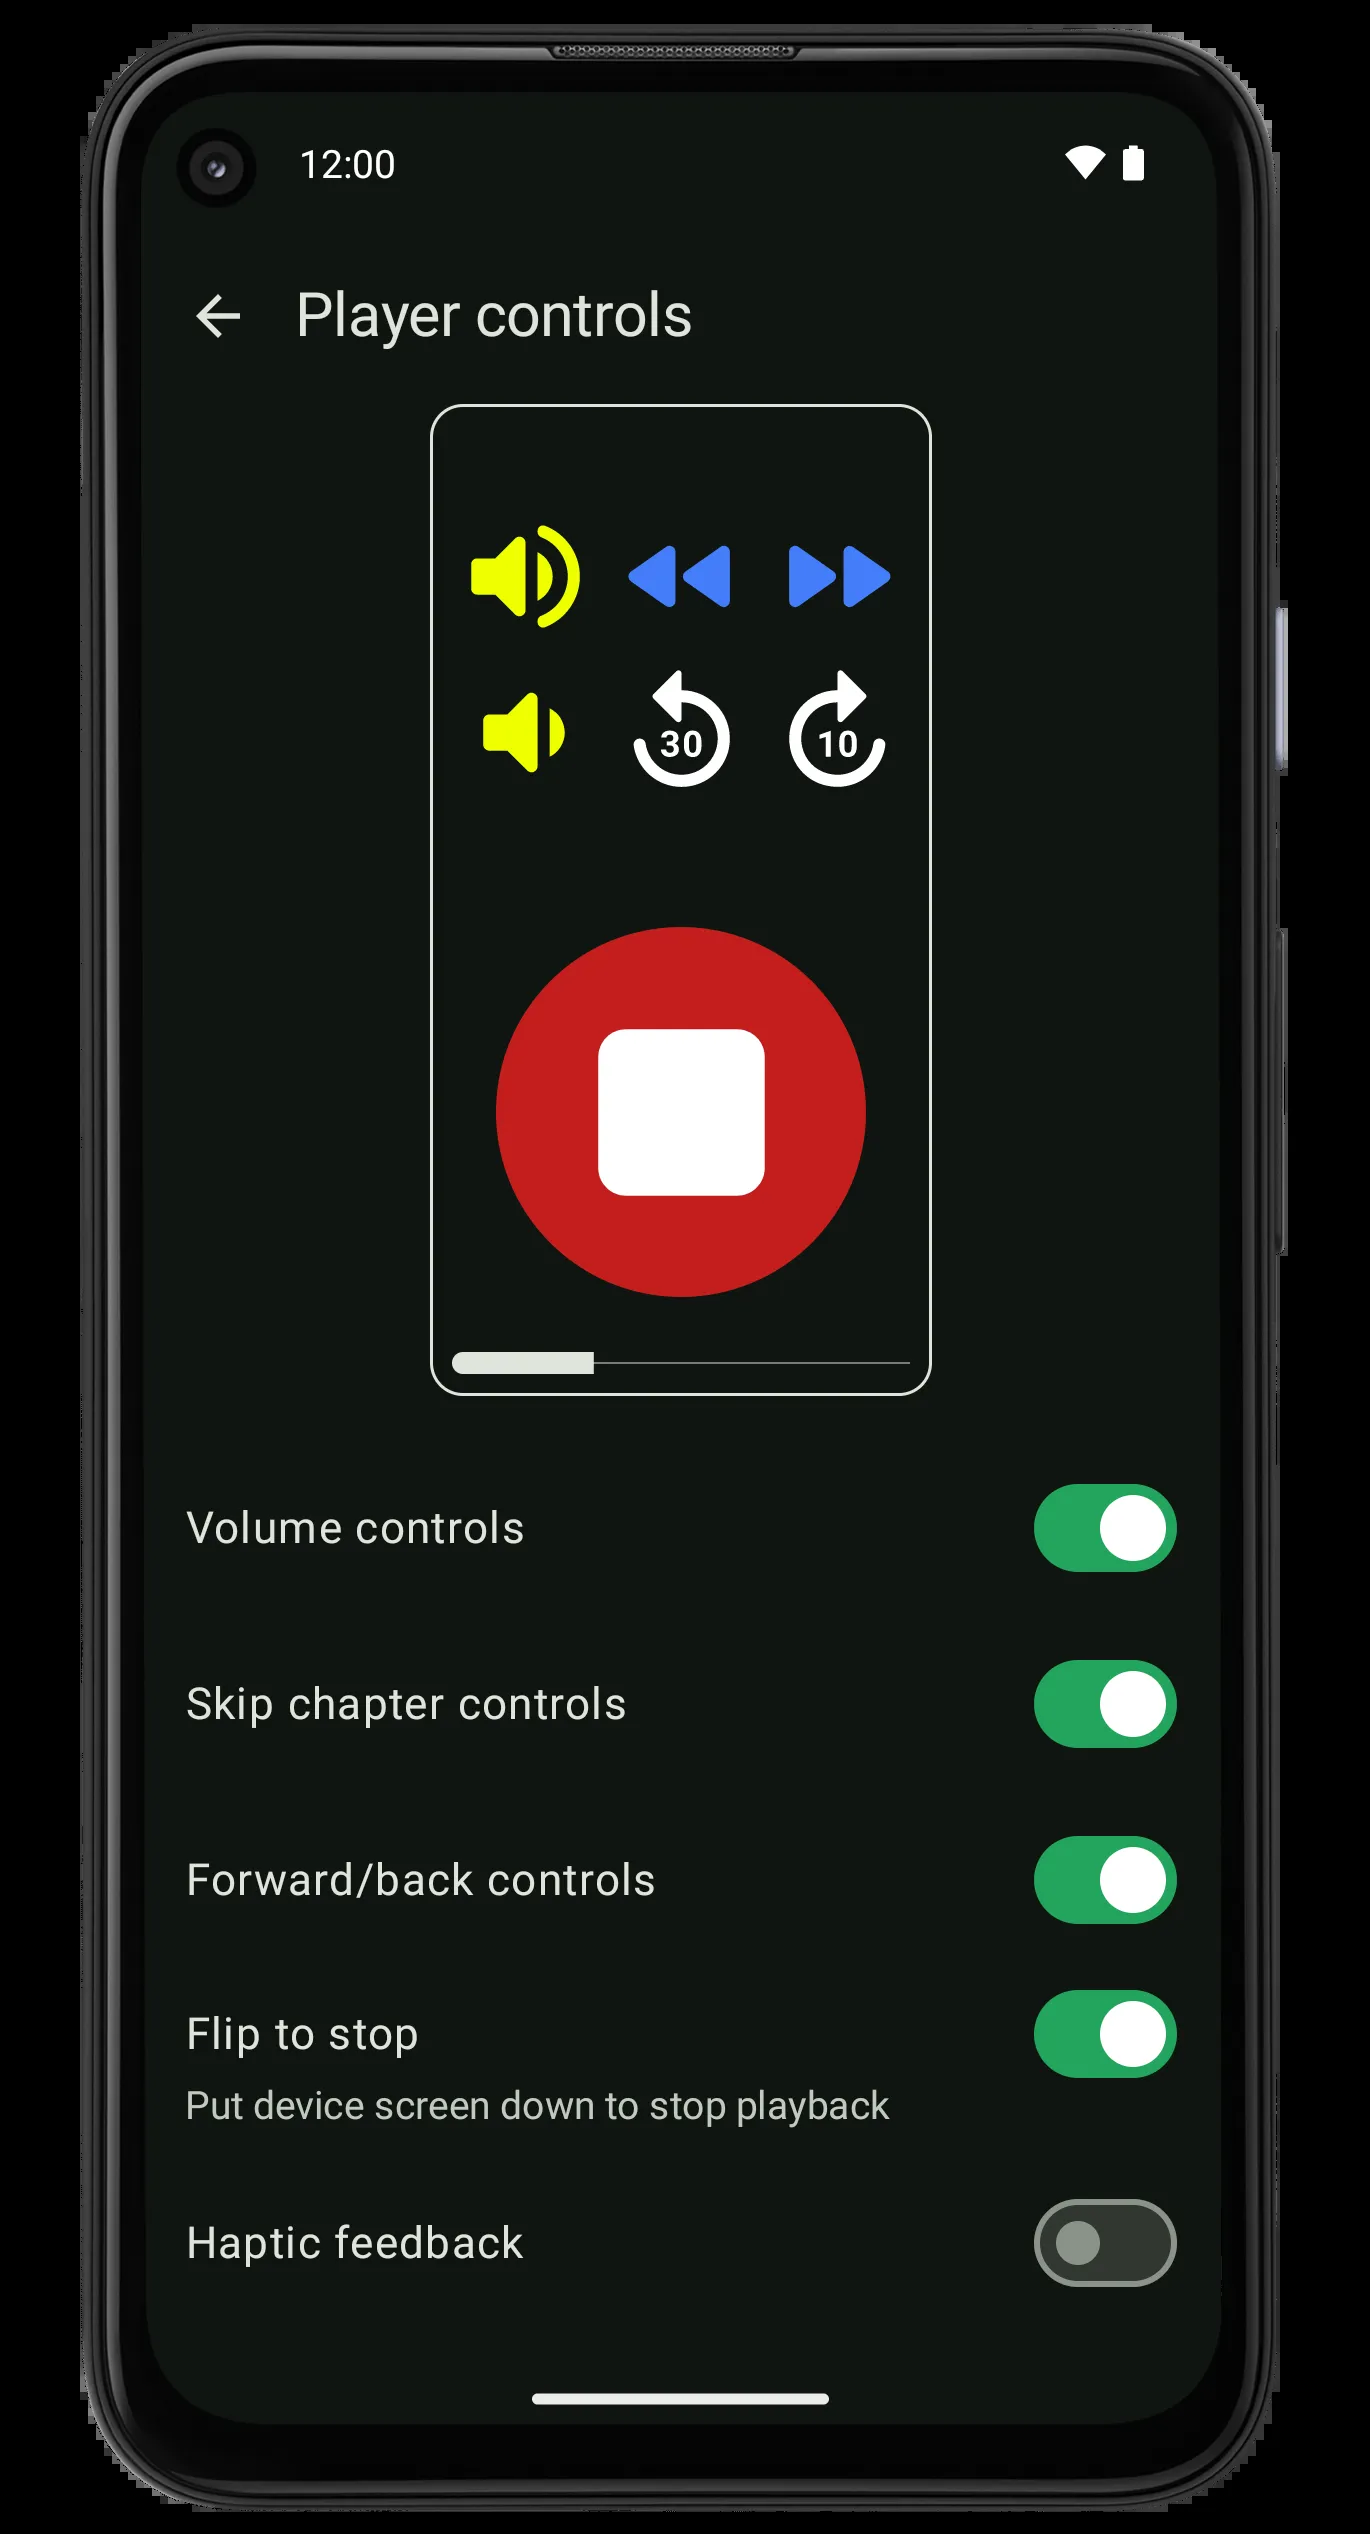 12:00
Player controls
30 10
Volume controls
Skip chapter controls
Forward/back controls
Flip to stop
Put device screen down to stop playback
Haptic feedback